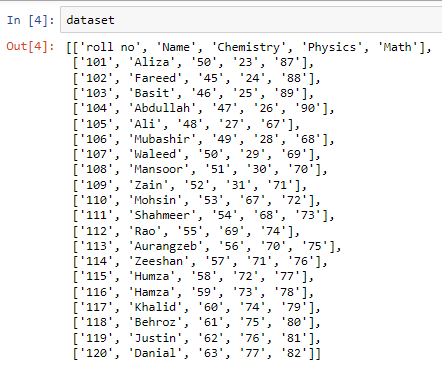 In [4]: dataset
Out[4]: [['roll no', 'Name', 'Chemistry', 'Physics', 'Math'],
['101', 'Aliza', '50', '23', '87'],
['102', 'Fareed', '45', '24', '88'],
['103', 'Basit', '46', '25', '89'],
['104', 'Abdullah', '47', '26', '90'],
['105', 'Ali', '48', '27', '67'],
['106', 'Mubashir', '49', '28', '68'],
['107', 'Waleed', '50', '29', '69'],
['108', 'Mansoor', '51', '30', '70'],
['109', 'Zain', '52', '31', '71'],
['110', 'Mohsin', '53', '67', '72'],
['111', 'Shahmeer', '54', '68', '73'],
['112', 'Rao', '55', '69', '74'],
['113', 'Aurangzeb', '56', '70', '75'],
['114', 'Zeeshan', '57', '71', '76'],
['115', 'Humza', '58', '72', '77'],
['116', 'Hamza', '59', '73', '78'],
['117', 'Khalid', '60', '74', '79'],
['118', 'Behroz', '61', '75', '80'],
['119', 'Justin', '62', '76', '81'],
['120', 'Danial', '63', '77', '82']]